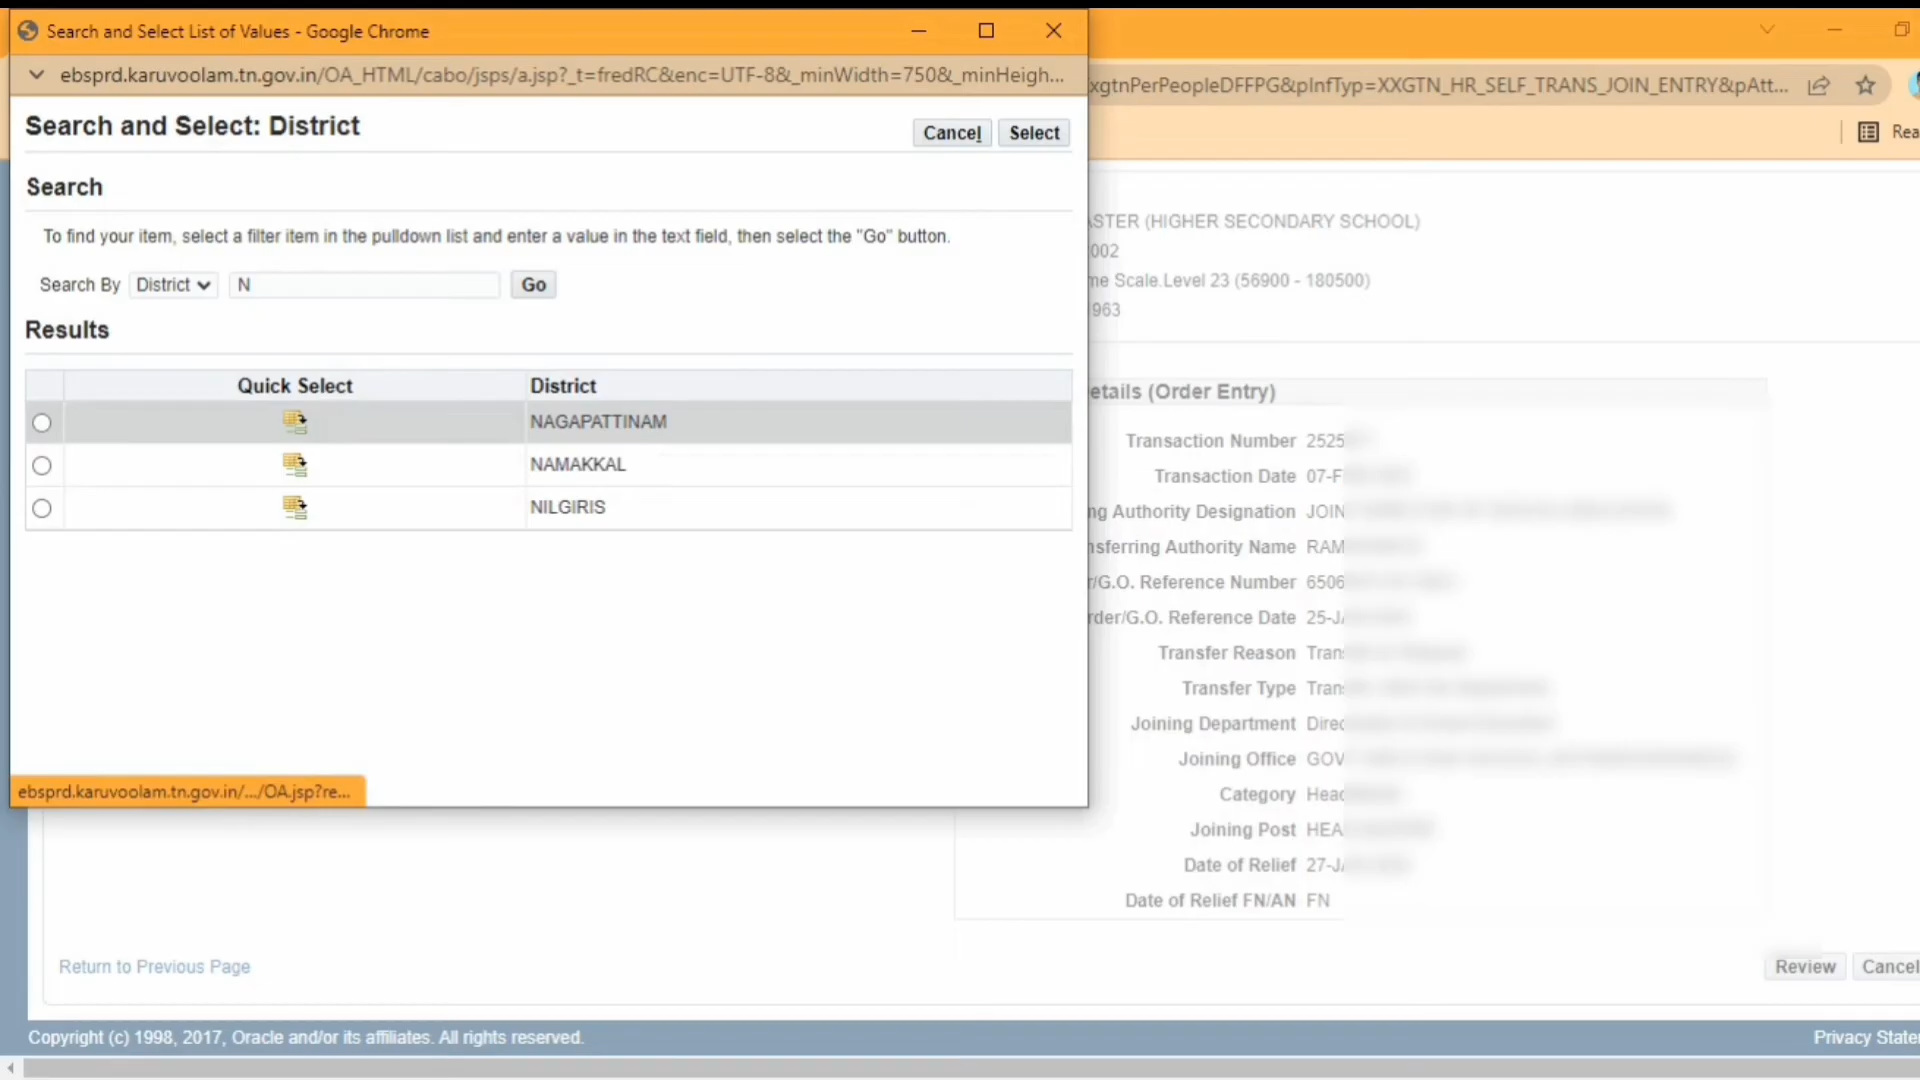 Search and Select List of Values - Google Chrome
ebsprd.karuvoolam.tn.gov.in/OA_HTML/cabo/jsps/a.jsp?_t=fredRC&enc=UTF-8&_minWidth=750&_minHeigh...
xgtnPerPeopleDFFPG&pInfTyp=XXGTN_HR_SELF_TRANS_JOIN_ENTRY&pAtt...
Rea
Search and Select: District
Cancel
Select
Search
To find your item, select a filter item in the pulldown list and enter a value in the text field, then select the "Go" button.
Search By District N Go
Results
Quick Select District
NAGAPATTINAM
NAMAKKAL
NILGIRIS
ebsprd.karuvoolam.tn.gov.in/.../OA.jsp?re...
ASTER (HIGHER SECONDARY SCHOOL)
002
me Scale.Level 23 (56900 - 180500)
963
etails (Order Entry)
Transaction Number 2525
Transaction Date 07-F
ng Authority Designation JOIN
nsferring Authority Name RAM
r/G.O. Reference Number 6506
rder/G.O. Reference Date 25-J
Transfer Reason Tran
Transfer Type Tran
Joining Department Direc
Joining Office GOV
Category Head
Joining Post HEA
Date of Relief 27-J
Date of Relief FN/AN FN
Return to Previous Page
Review
Cancel
Copyright (c) 1998, 2017, Oracle and/or its affiliates. All rights reserved.
Privacy State